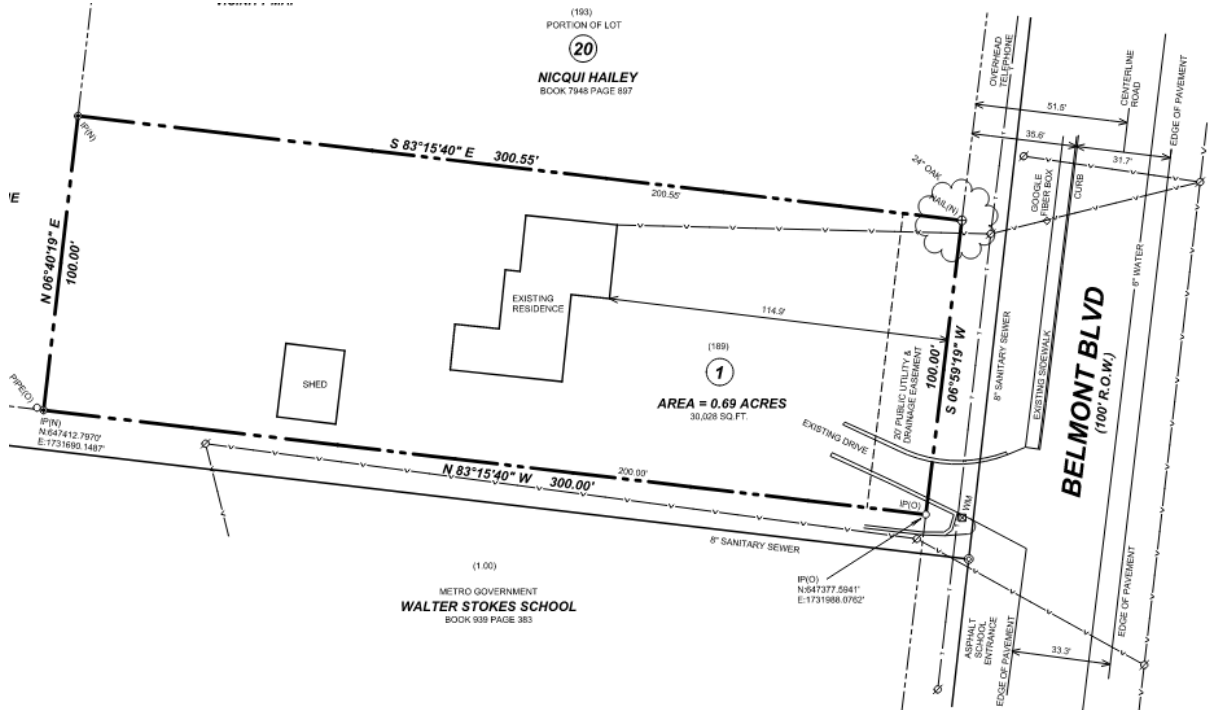 VICINITY MAP
(193)
PORTION OF LOT
20
NICQUI HAILEY
BOOK 7948 PAGE 897
OVERHEAD
TELEPHONE
CENTERLINE
ROAD
EDGE OF PAVEMENT
51.5'
35.6'
31.7'
IP(N)
S 83°15'40" E 300.55'
200.55'
24" OAK
NAIL(N)
GOOGLE
FIBER BOX
CURB
N 06°40'19" E
100.00'
EXISTING
RESIDENCE
114.9'
6" WATER
BELMONT BLVD
(100' R.O.W.)
8" SANITARY SEWER
EXISTING SIDEWALK
S 06°59'19" W
100.00'
20' PUBLIC UTILITY &
DRAINAGE EASEMENT
(189)
1
AREA = 0.69 ACRES
30,028 SQ.FT.
SHED
PIPE(O)
IP(N)
N:647412.7970'
E:1731690.1487'
EXISTING DRIVE
200.00'
N 83°15'40" W 300.00'
IP(O)
WM
8" SANITARY SEWER
(1.00)
METRO GOVERNMENT
WALTER STOKES SCHOOL
BOOK 939 PAGE 383
IP(O)
N:647377.5941'
E:1731988.0762'
ASPHALT
SCHOOL
ENTRANCE
EDGE OF PAVEMENT
33.3'
EDGE OF PAVEMENT